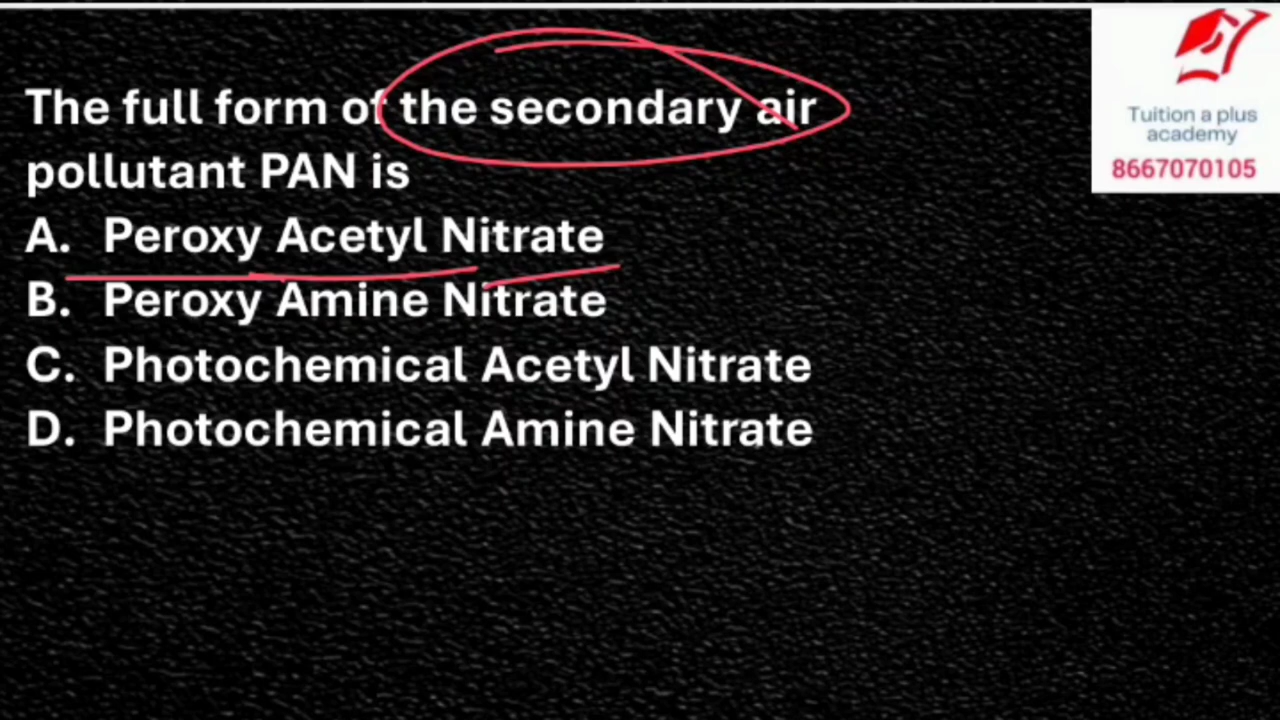 The full form of the secondary air
pollutant PAN is
A. Peroxy Acetyl Nitrate
B. Peroxy Amine Nitrate
C. Photochemical Acetyl Nitrate
D. Photochemical Amine Nitrate
Tuition a plus
academy
8667070105